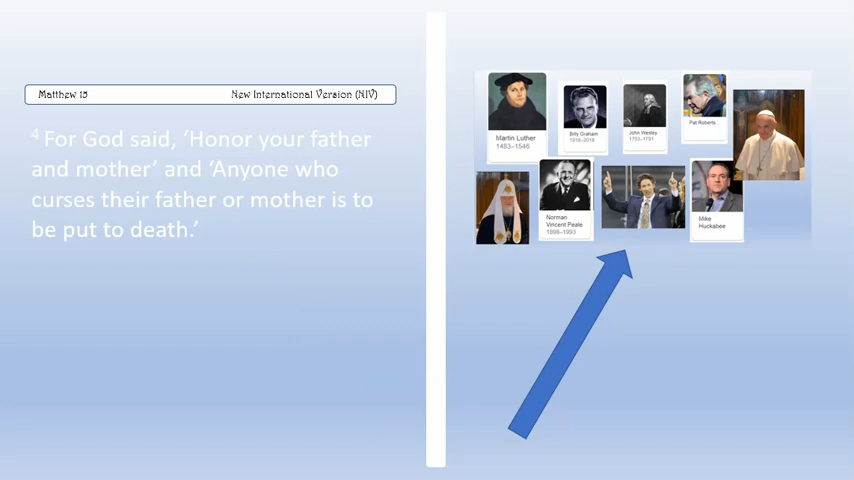 Matthew 15 New International Version (NIV)
4 For God said, ‘Honor your father
and mother’ and ‘Anyone who
curses their father or mother is to
be put to death.’
Martin Luther
1483–1546
Billy Graham
1918–2018
John Wesley
1703–1791
Pat Roberts...
Norman
Vincent Peale
1898–1993
Mike
Huckabee